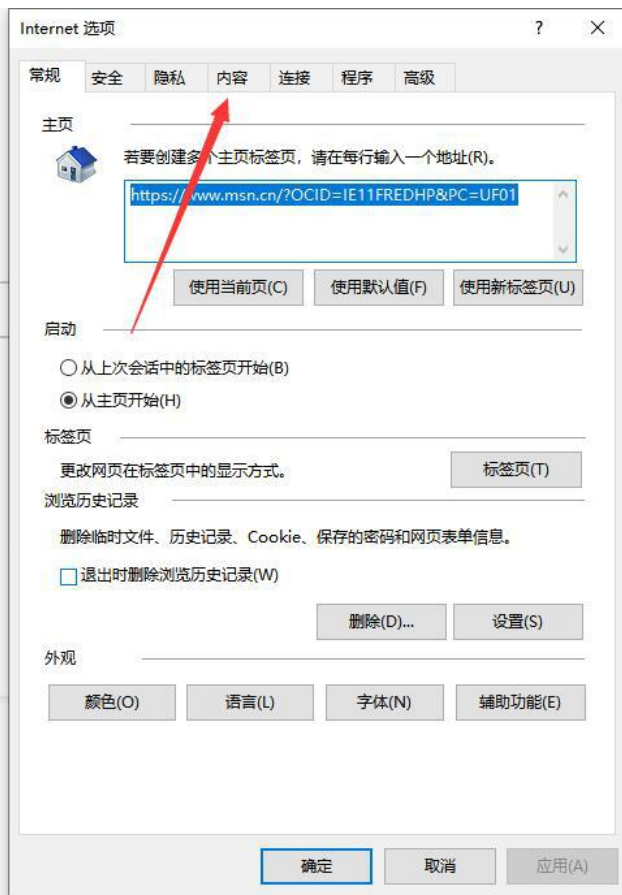 Internet 选项 ?
常规 安全 隐私 内容 连接 程序 高级
主页
若要创建多个主页标签页，请在每行输入一个地址(R)。
https://www.msn.cn/?OCID=IE11FREDHP&PC=UF01
使用当前页(C) 使用默认值(F) 使用新标签页(U)
启动
从上次会话中的标签页开始(B)
从主页开始(H)
标签页
更改网页在标签页中的显示方式。 标签页(T)
浏览历史记录
删除临时文件、历史记录、Cookie、保存的密码和网页表单信息。
退出时删除浏览历史记录(W)
删除(D)... 设置(S)
外观
颜色(O) 语言(L) 字体(N) 辅助功能(E)
确定 取消 应用(A)